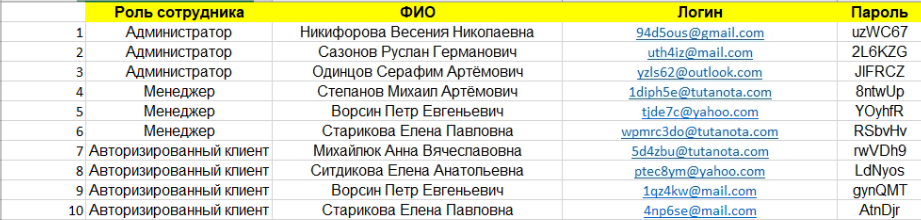 Роль сотрудника ФИО Логин Пароль
1 Администратор Никифорова Весения Николаевна 94d5ous@gmail.com uzWC67
2 Администратор Сазонов Руслан Германович uth4iz@mail.com 2L6KZG
3 Администратор Одинцов Серафим Артёмович yzls62@outlook.com JlFRCZ
4 Менеджер Степанов Михаил Артёмович 1diph5e@tutanota.com 8ntwUp
5 Менеджер Ворсин Петр Евгеньевич tjde7c@yahoo.com YOyhfR
6 Менеджер Старикова Елена Павловна wpmrc3do@tutanota.com RSbvHv
7 Авторизированный клиент Михайлюк Анна Вячеславовна 5d4zbu@tutanota.com rwVDh9
8 Авторизированный клиент Ситдикова Елена Анатольевна ptec8ym@yahoo.com LdNyos
9 Авторизированный клиент Ворсин Петр Евгеньевич 1qz4kw@mail.com gynQMT
10 Авторизированный клиент Старикова Елена Павловна 4np6se@mail.com AtnDjr